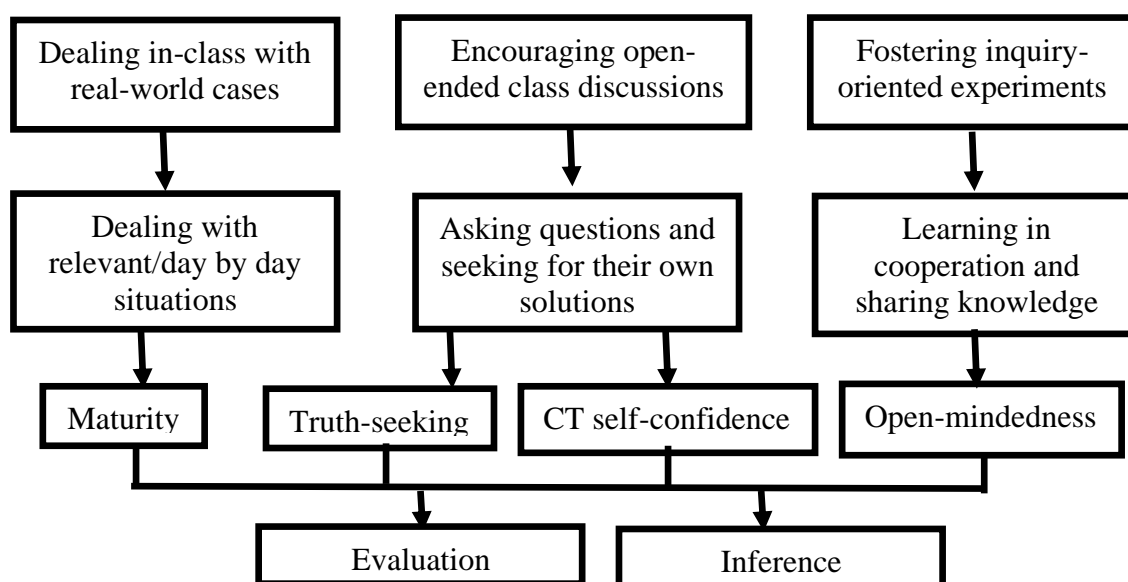 Dealing in-class with
real-world cases
Encouraging open-
ended class discussions
Fostering inquiry-
oriented experiments
Dealing with
relevant/day by day
situations
Asking questions and
seeking for their own
solutions
Learning in
cooperation and
sharing knowledge
Maturity
Truth-seeking
CT self-confidence
Open-mindedness
Evaluation
Inference